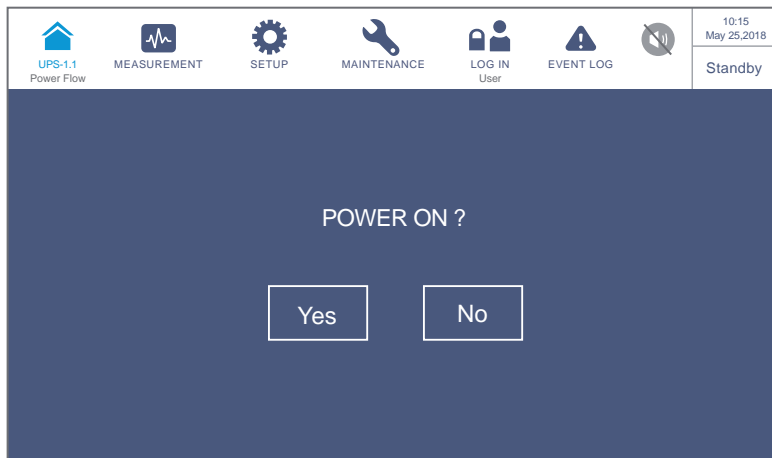 UPS-1.1
Power Flow
MEASUREMENT
SETUP
MAINTENANCE
LOG IN
User
EVENT LOG
10:15
May 25,2018
Standby
POWER ON ?
Yes
No